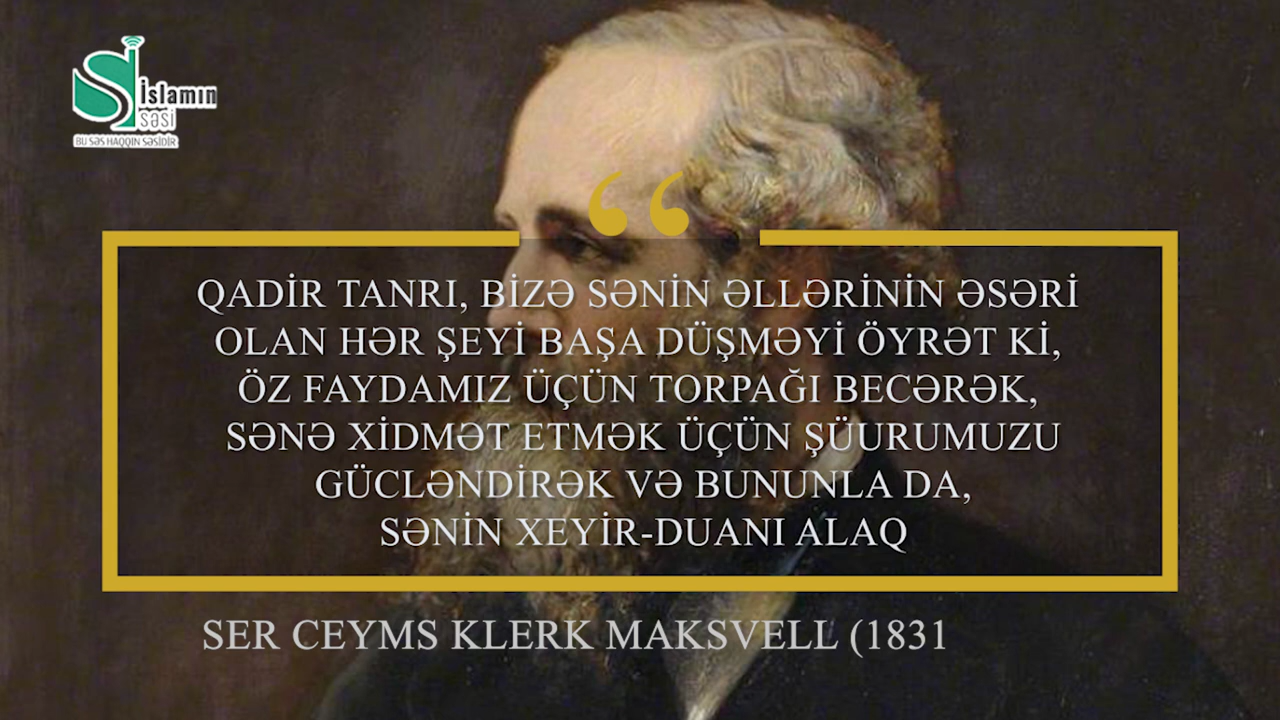 İslamın
səsi
BU SƏS HAQQIN SƏSİDİR
QADİR TANRI, BİZƏ SƏNİN ƏLLƏRİNİN ƏSƏRİ
OLAN HƏR ŞEYİ BAŞA DÜŞMƏYİ ÖYRƏT Kİ,
ÖZ FAYDAMIZ ÜÇÜN TORPAĞI BECƏRƏK,
SƏNƏ XİDMƏT ETMƏK ÜÇÜN ŞÜURUMUZU
GÜCLƏNDİRƏK VƏ BUNUNLA DA,
SƏNİN XEYİR-DUANI ALAQ
SER CEYMS KLERK MAKSVELL (1831